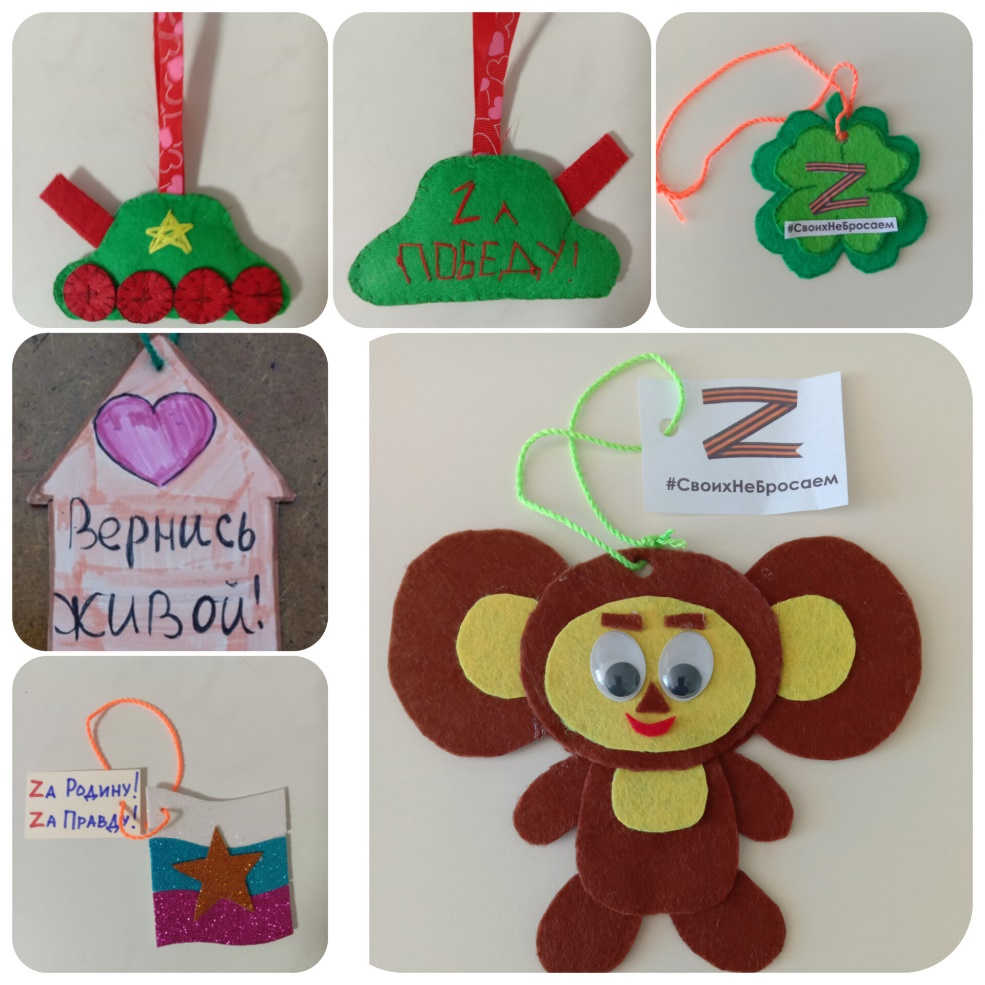 Zа
ПОБЕДУ!
Z
#СвоихНеБросаем
Вернись
живой!
Z
#СвоихНеБросаем
Zа Родину!
Zа Правду!